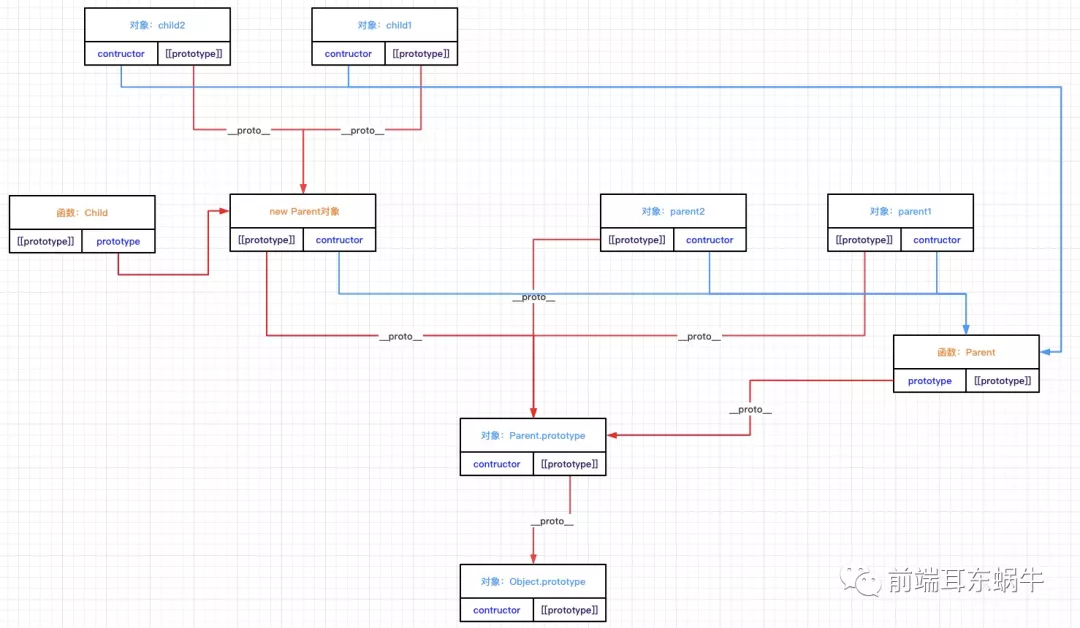 对象：child2
对象：child1
contructor
[[prototype]]
contructor
[[prototype]]
__proto__
__proto__
函数：Child
[[prototype]]
prototype
new Parent对象
[[prototype]]
contructor
对象：parent2
[[prototype]]
contructor
对象：parent1
[[prototype]]
contructor
__proto__
__proto__
__proto__
函数：Parent
prototype
[[prototype]]
__proto__
对象：Parent.prototype
contructor
[[prototype]]
__proto__
对象：Object.prototype
contructor
[[prototype]]
前端耳东蜗牛